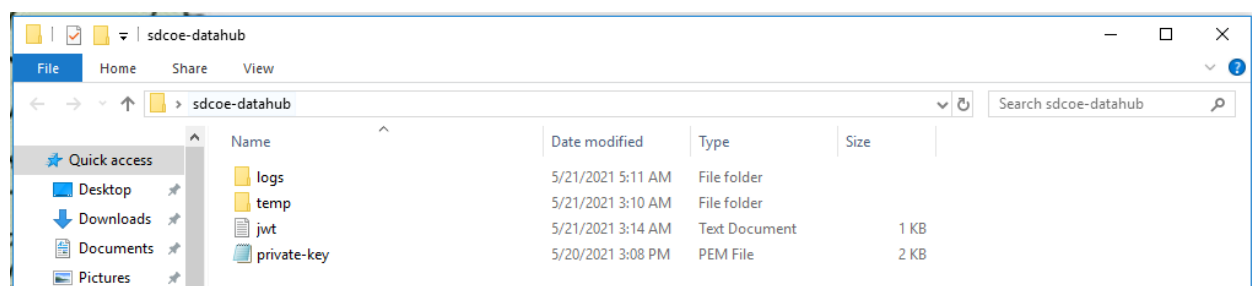 sdcoe-datahub
File Home Share View
sdcoe-datahub Search sdcoe-datahub
Name Date modified Type Size
Quick access
logs 5/21/2021 5:11 AM File folder
Desktop
temp 5/21/2021 3:10 AM File folder
Downloads
jwt 5/21/2021 3:14 AM Text Document 1 KB
Documents
private-key 5/20/2021 3:08 PM PEM File 2 KB
Pictures